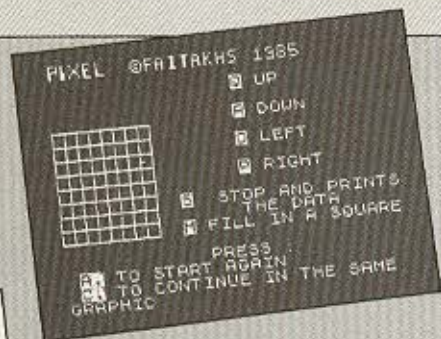 PIXEL ©FAITAKHS 1985
UP
DOWN
LEFT
RIGHT
S STOP AND PRINTS
THE DATA
M FILL IN A SQUARE
PRESS :
TO START AGAIN
TO CONTINUE IN THE SAME
GRAPHIC